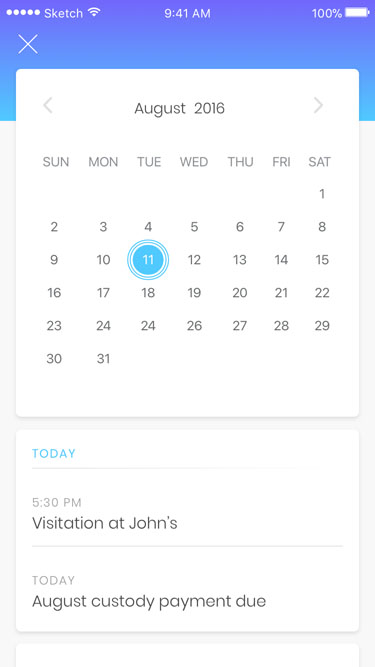 Sketch 9:41 AM 100%
August 2016
SUN MON TUE WED THU FRI SAT
1
2 3 4 5 6 7 8
9 10 11 12 13 14 15
16 17 18 19 20 21 22
23 24 24 26 27 28 29
30 31
TODAY
5:30 PM
Visitation at John's
TODAY
August custody payment due